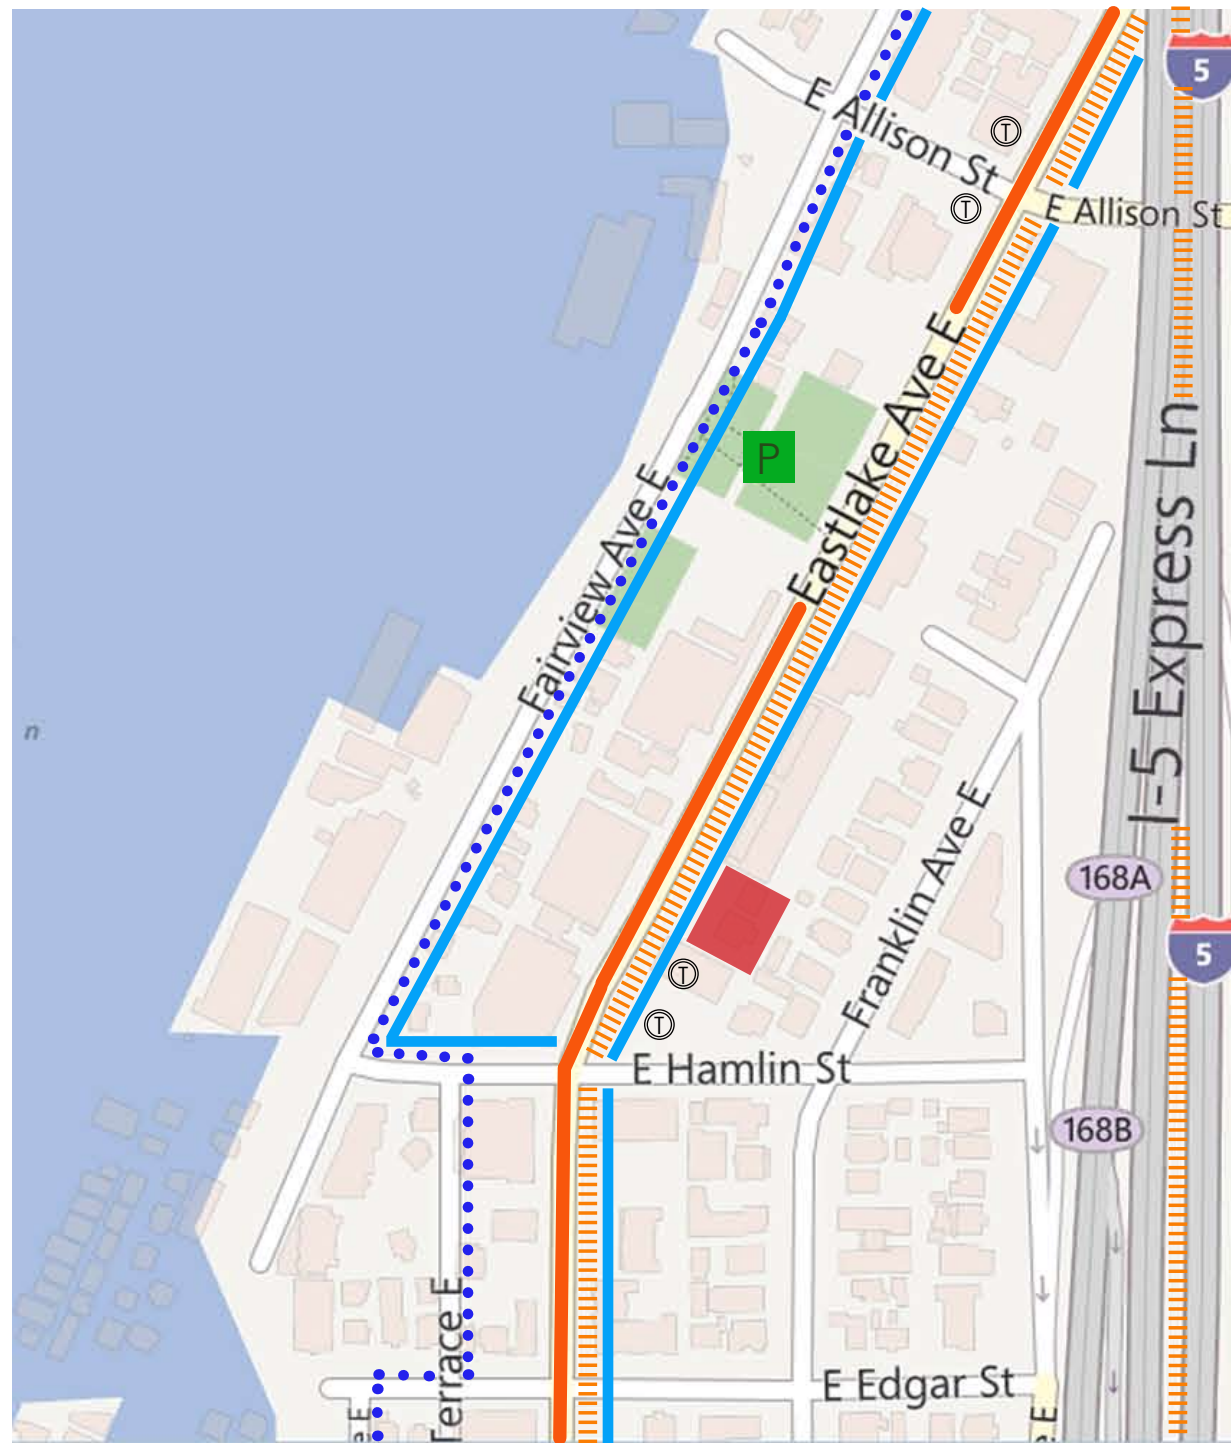 5
E Allison St
T
T
E Allison St
Eastlake Ave E
P
I-5 Express Ln
Fairview Ave E
n
Franklin Ave E
168A
5
T
T
E Hamlin St
168B
Terrace E
E Edgar St
e E
e. E